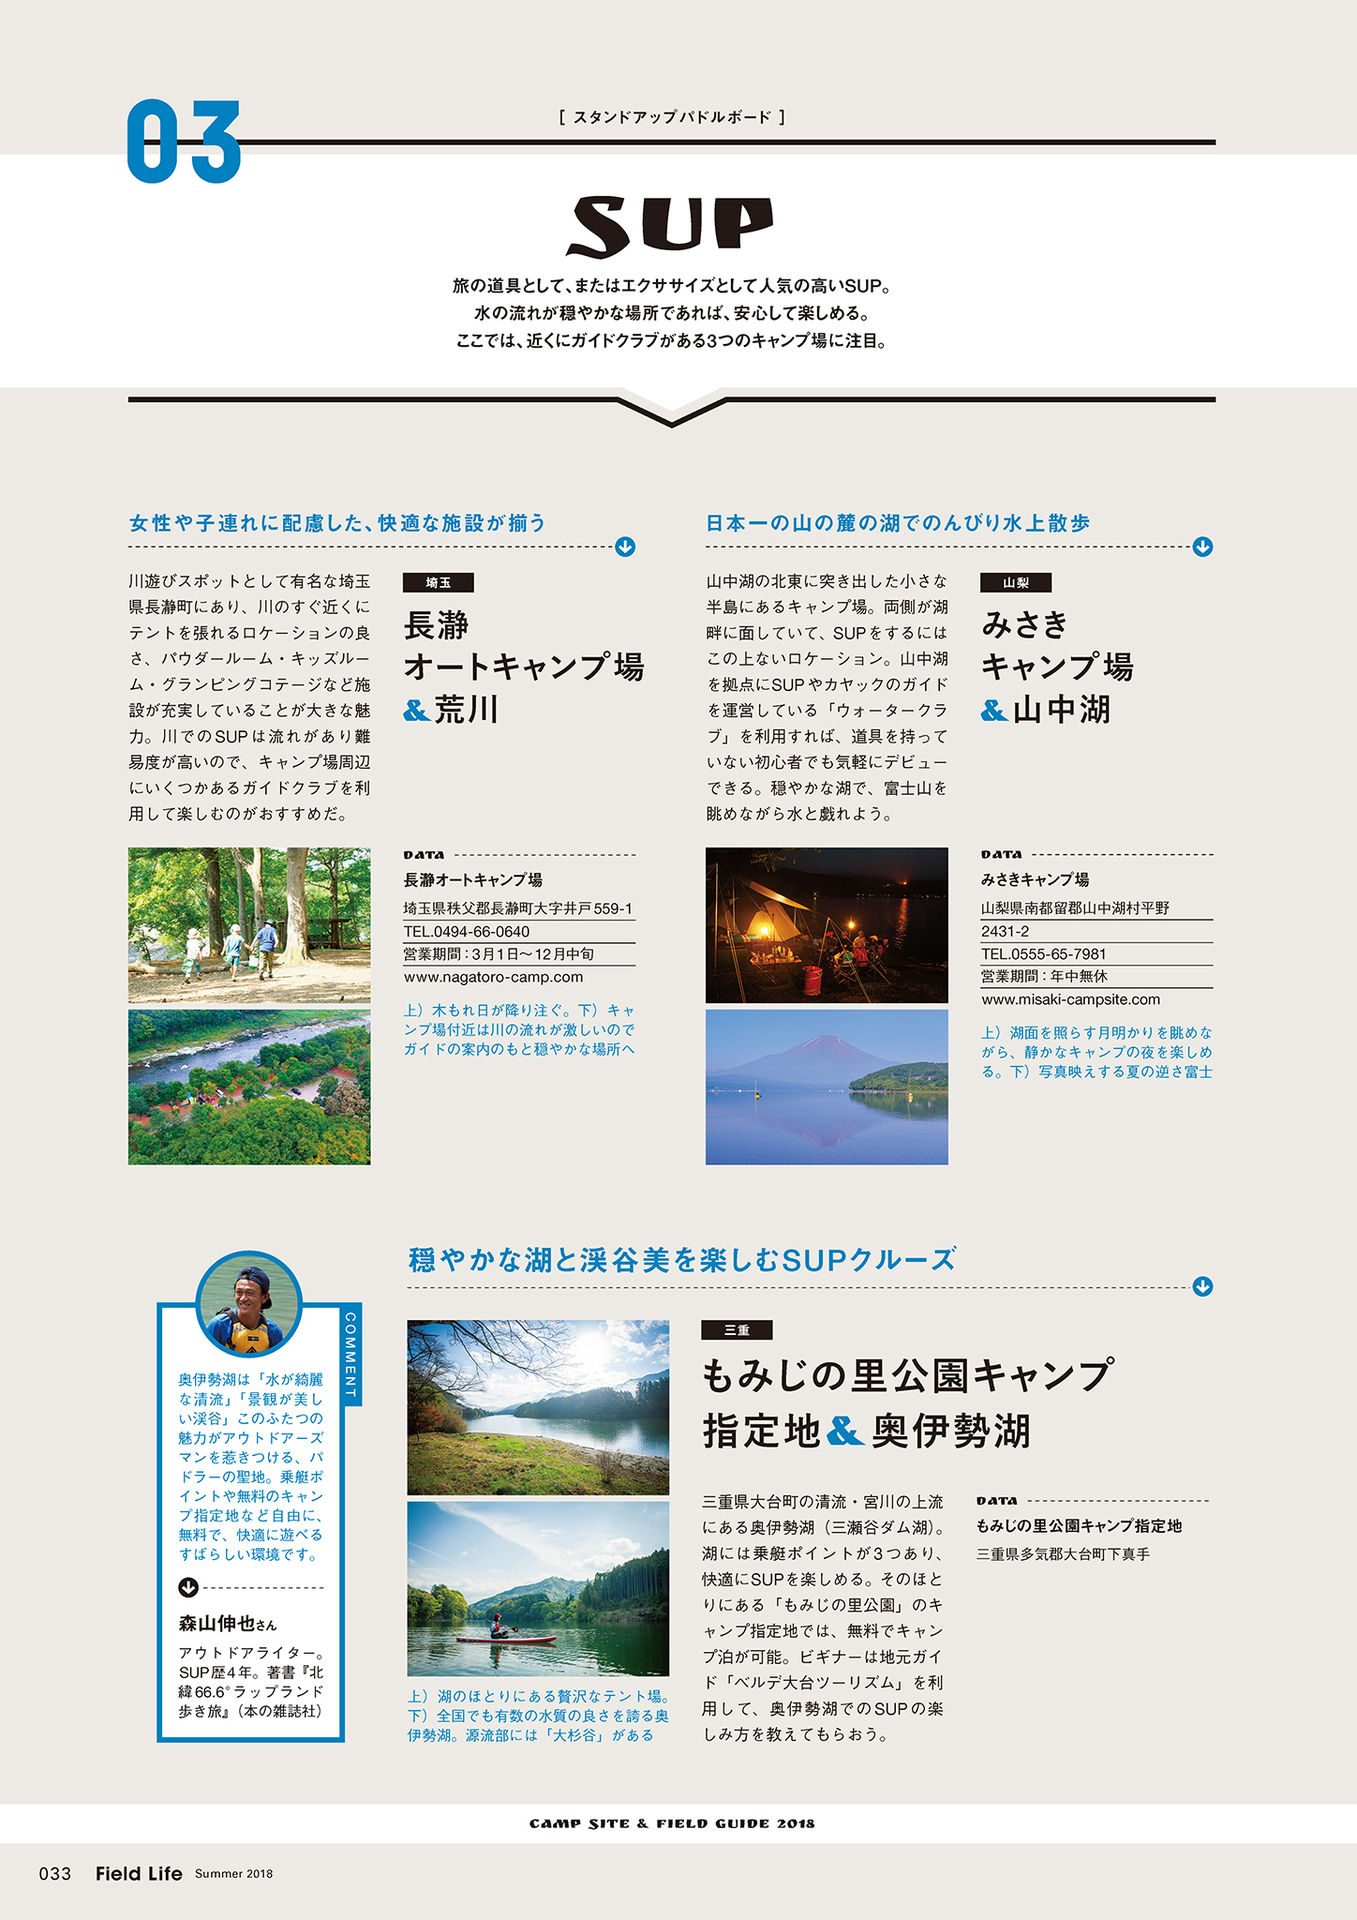 03
［ スタンドアップパドルボード ］
SUP
旅の道具として、またはエクササイズとして人気の高いSUP。
水の流れが穏やかな場所であれば、安心して楽しめる。
ここでは、近くにガイドクラブがある3つのキャンプ場に注目。
女性や子連れに配慮した、快適な施設が揃う
川遊びスポットとして有名な埼玉
県長瀞町にあり、川のすぐ近くに
テントを張れるロケーションの良
さ、パウダールーム・キッズルー
ム・グランピングコテージなど施
設が充実していることが大きな魅
力。川でのSUPは流れがあり難
易度が高いので、キャンプ場周辺
にいくつかあるガイドクラブを利
用して楽しむのがおすすめだ。
埼玉
長瀞
オートキャンプ場
&荒川
DATA
長瀞オートキャンプ場
埼玉県秩父郡長瀞町大字井戸559-1
TEL.0494-66-0640
営業期間：3月1日〜12月中旬
www.nagatoro-camp.com
上）木もれ日が降り注ぐ。下）キャ
ンプ場付近は川の流れが激しいので
ガイドの案内のもと穏やかな場所へ
日本一の山の麓の湖でのんびり水上散歩
山中湖の北東に突き出した小さな
半島にあるキャンプ場。両側が湖
畔に面していて、SUPをするには
この上ないロケーション。山中湖
を拠点にSUPやカヤックのガイド
を運営している「ウォータークラ
ブ」を利用すれば、道具を持って
いない初心者でも気軽にデビュー
できる。穏やかな湖で、富士山を
眺めながら水と戯れよう。
山梨
みさき
キャンプ場
&山中湖
DATA
みさきキャンプ場
山梨県南都留郡山中湖村平野
2431-2
TEL.0555-65-7981
営業期間：年中無休
www.misaki-campsite.com
上）湖面を照らす月明かりを眺めな
がら、静かなキャンプの夜を楽しめ
る。下）写真映えする夏の逆さ富士
COMMENT
奥伊勢湖は「水が綺麗
な清流」「景観が美し
い渓谷」このふたつの
魅力がアウトドアーズ
マンを惹きつける、パ
ドラーの聖地。乗艇ポ
イントや無料のキャン
プ指定地など自由に、
無料で、快適に遊べる
すばらしい環境です。
森山伸也さん
アウトドアライター。
SUP歴4年。著書『北
緯66.6°ラップランド
歩き旅』（本の雑誌社）
穏やかな湖と渓谷美を楽しむSUPクルーズ
上）湖のほとりにある贅沢なテント場。
下）全国でも有数の水質の良さを誇る奥
伊勢湖。源流部には「大杉谷」がある
三重
もみじの里公園キャンプ
指定地&奥伊勢湖
三重県大台町の清流・宮川の上流
にある奥伊勢湖（三瀬谷ダム湖）。
湖には乗艇ポイントが3つあり、
快適にSUPを楽しめる。そのほと
りにある「もみじの里公園」のキ
ャンプ指定地では、無料でキャン
プ泊が可能。ビギナーは地元ガイ
ド「ベルデ大台ツーリズム」を利
用して、奥伊勢湖でのSUPの楽
しみ方を教えてもらおう。
DATA
もみじの里公園キャンプ指定地
三重県多気郡大台町下真手
CAMP SITE & FIELD GUIDE 2018
033 Field Life Summer 2018